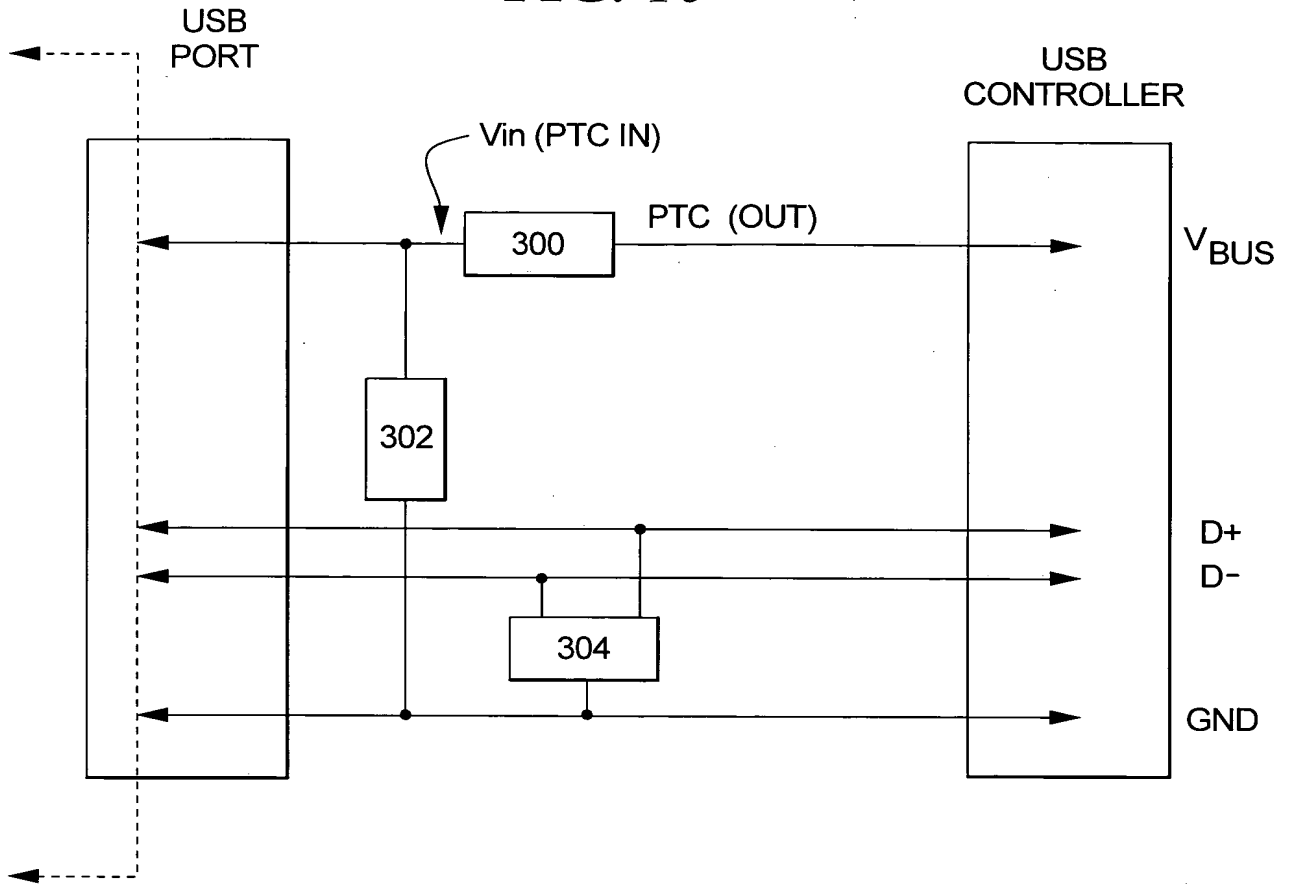 USB
PORT
USB
CONTROLLER
Vin (PTC IN)
PTC (OUT)
300
VBUS
302
D+
D-
304
GND